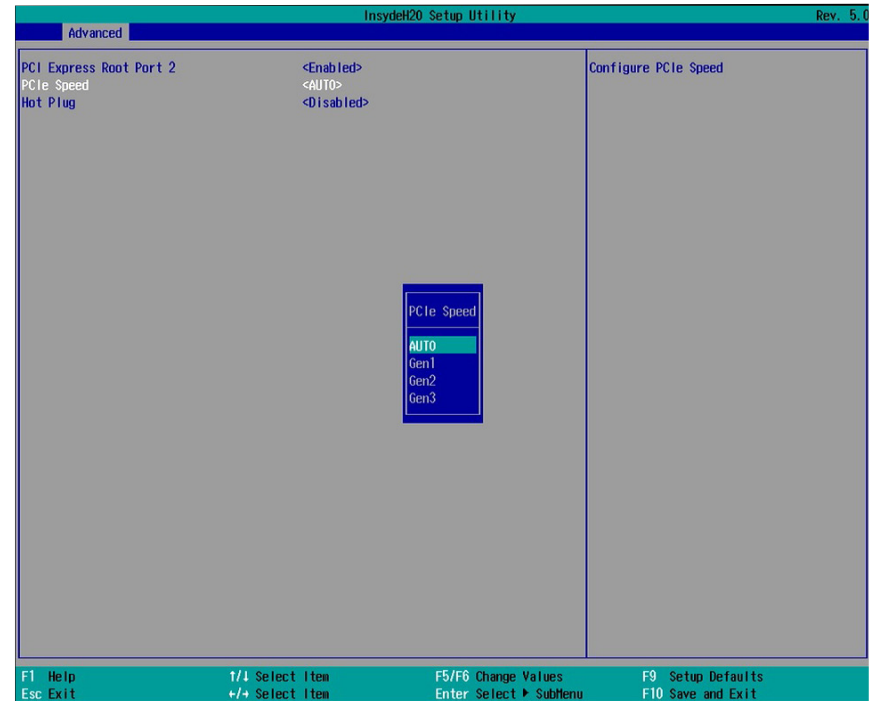 InsydeH20 Setup Utility Rev. 5.0
Advanced
PCI Express Root Port 2 <Enabled> Configure PCIe Speed
PCIe Speed <AUTO>
Hot Plug <Disabled>
PCIe Speed
AUTO
Gen1
Gen2
Gen3
F1 Help ↑/↓ Select Item F5/F6 Change Values F9 Setup Defaults
Esc Exit ←/→ Select Item Enter Select ▶ SubMenu F10 Save and Exit